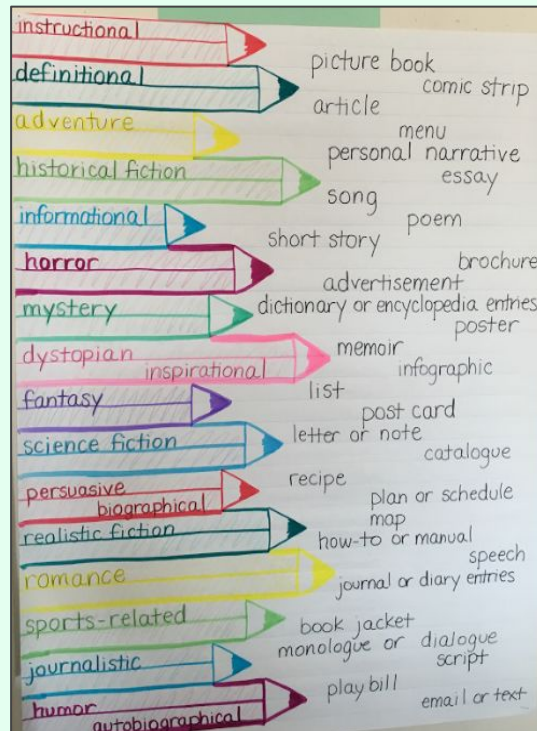 instructional
picture book
definitional
comic strip
article
adventure
menu
personal narrative
historical fiction
essay
song
informational
poem
short story
horror
brochure
advertisement
mystery
dictionary or encyclopedia entries
poster
dystopian
memoir
inspirational
infographic
list
fantasy
post card
science fiction
letter or note
catalogue
persuasive
recipe
biographical
plan or schedule
map
realistic fiction
how-to or manual
speech
romance
journal or diary entries
sports-related
book jacket
monologue or dialogue
script
journalistic
playbill
humor
email or text
autobiographical